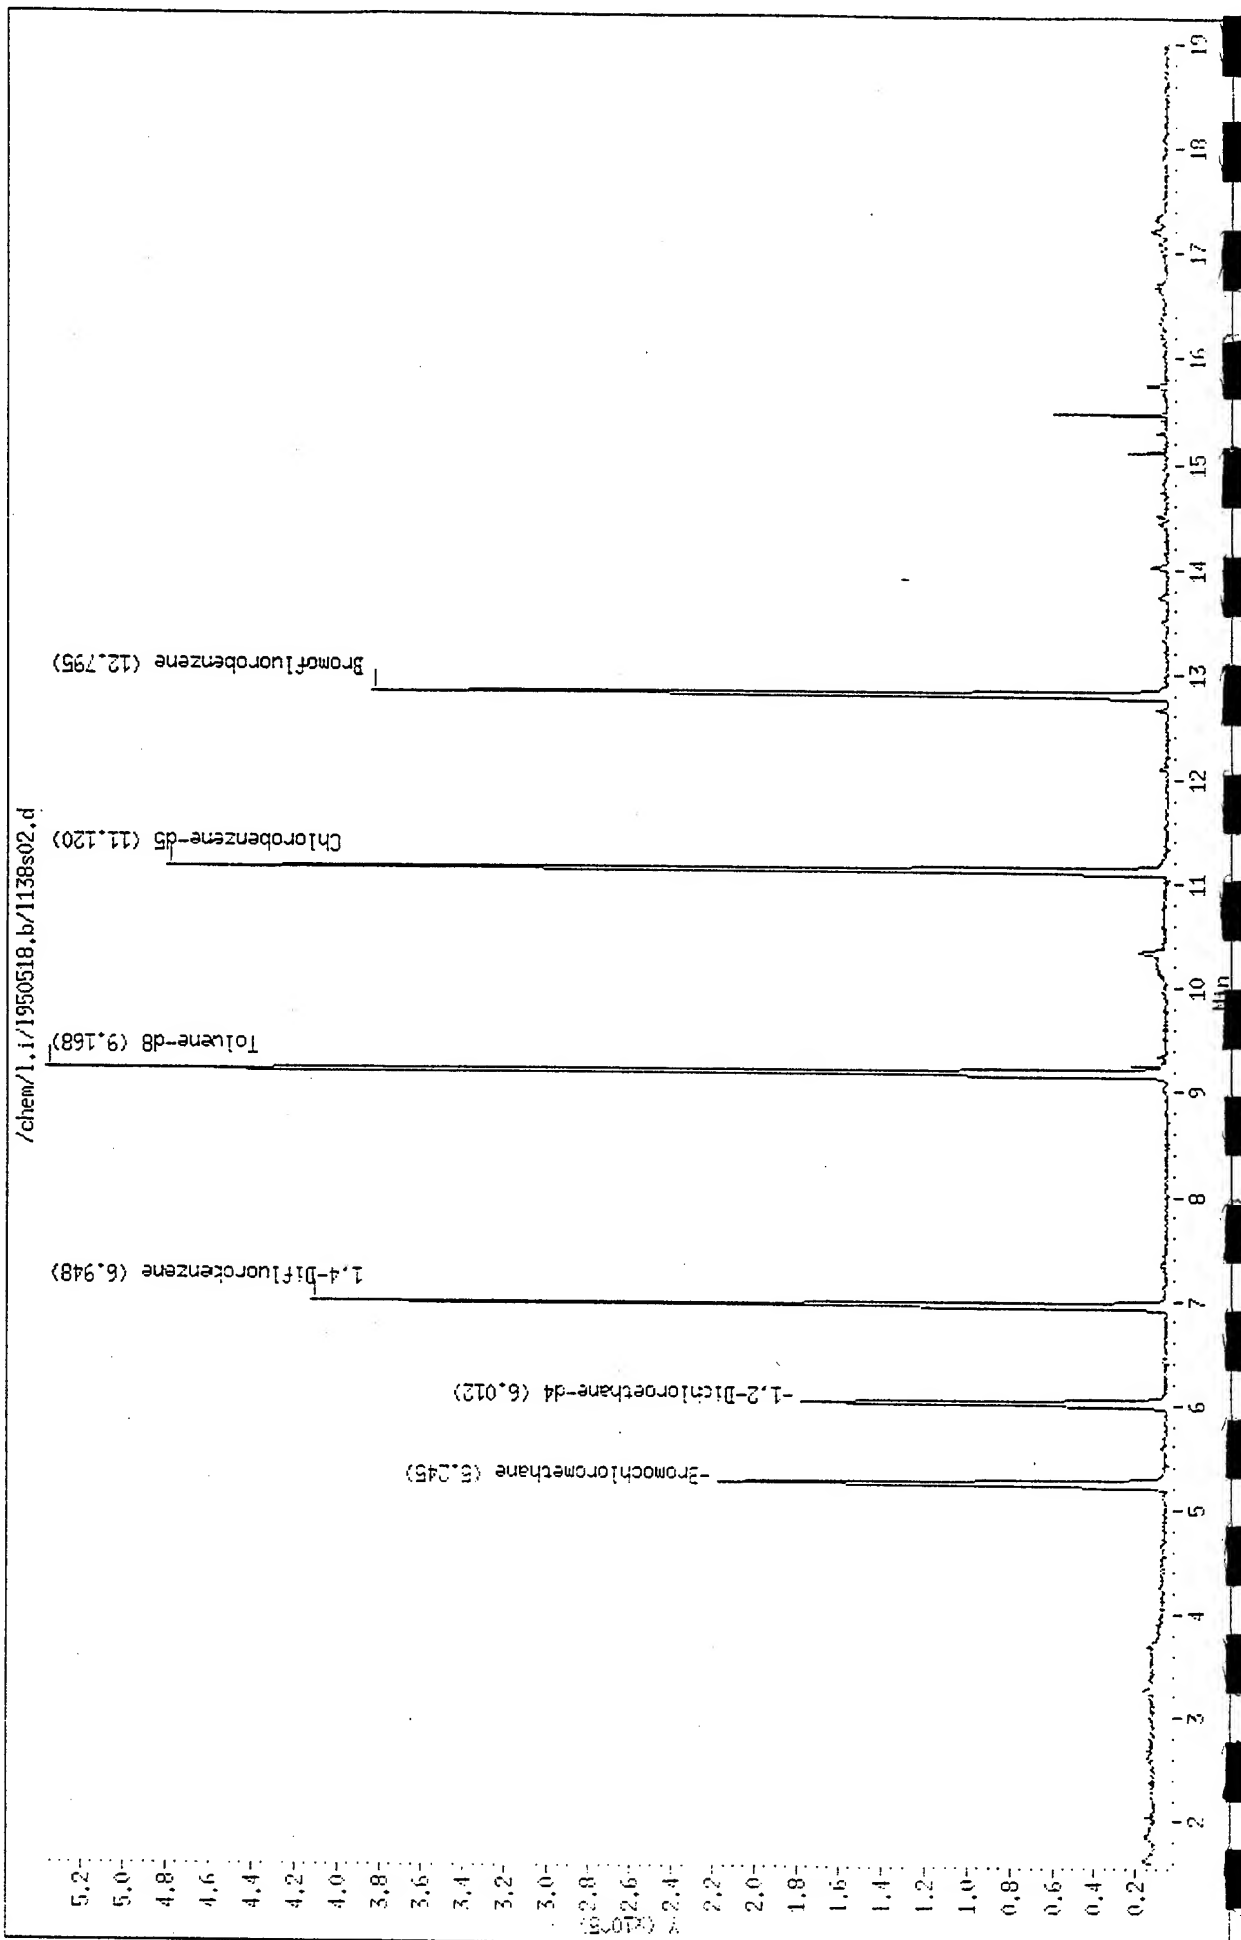 /chem/1.i/1950518.b/1138s02.d
5.2
5.0
4.8
4.6
4.4
4.2
4.0
3.8
3.6
3.4
3.2
3.0
2.8
2.6
2.4
2.2
2.0
1.8
1.6
1.4
1.2
1.0
0.8
0.6
0.4
0.2
Y (x10^5)
-Bromochloromethane (5.245)
-1,2-Dichloroethane-d4 (6.012)
1,4-Difluorobenzene (6.948)
Toluene-d8 (9.168)
Chlorobenzene-d5 (11.120)
Bromofluorobenzene (12.795)
2 3 4 5 6 7 8 9 10 11 12 13 14 15 16 17 18 19
Min